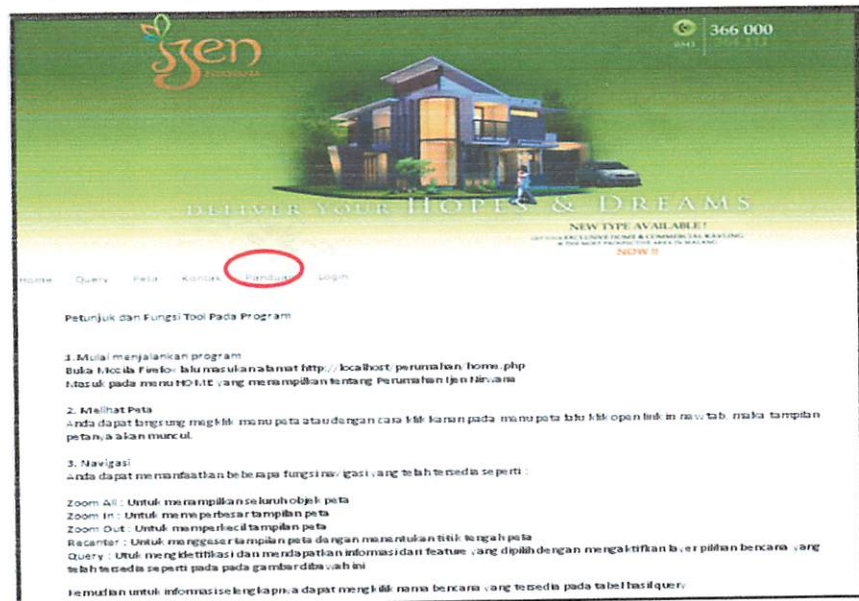 Ijen
366 000
DELIVER YOUR HOPES & DREAMS
NEW TYPE AVAILABLE !
NOW !!
Home Query Peta Kontak Panduan Login
Petunjuk dan Fungsi Tool Pada Program
1. Mulai menjalankan program
Buka Mozila Firefox lalu masukan alamat http://localhost/perumahan/home.php
Masuk pada menu HOME yang menampilkan tentang Perumahan Ijen Nirwana
2. Melihat Peta
Anda dapat langsung megklik menu peta atau dengan cara klik kanan pada menu peta lalu klik open link in new tab, maka tampilan
petanya akan muncul.
3. Navigasi
Anda dapat memanfaatkan beberapa fungsi navigasi yang telah tersedia seperti :
Zoom All : Untuk menampilkan seluruh objek peta
Zoom In : Untuk memeperbesar tampilan peta
Zoom Out : Untuk memperkecil tampilan peta
Recenter : Untuk menggeser tampilan peta dengan menentukan titik tengah peta
Query : Utuk mengidetifikasi dan mendapatkan informasi dari feature yang dipilih dengan mengaktifkan layer pilihan bencana yang
telah tersedia seperti pada pada gambar dibawah ini
Kemudian untuk informasi selengkapnya dapat mengklik nama bencana yang tersedia pada tabel hasil query